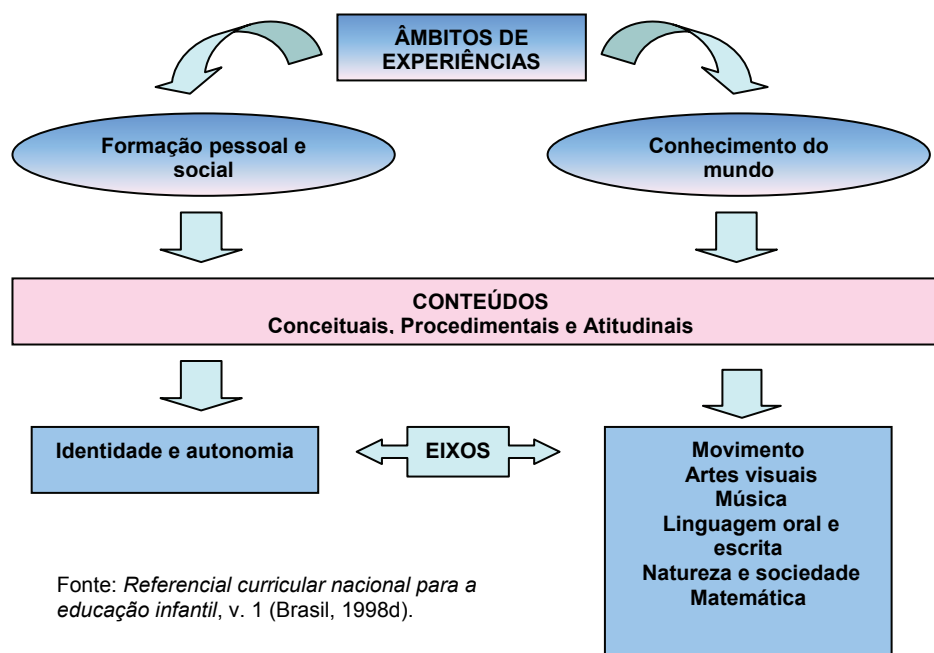 ÂMBITOS DE
EXPERIÊNCIAS
Formação pessoal e
social
Conhecimento do
mundo
CONTEÚDOS
Conceituais, Procedimentais e Atitudinais
Identidade e autonomia
EIXOS
Movimento
Artes visuais
Música
Linguagem oral e
escrita
Natureza e sociedade
Matemática
Fonte: Referencial curricular nacional para a
educação infantil, v. 1 (Brasil, 1998d).